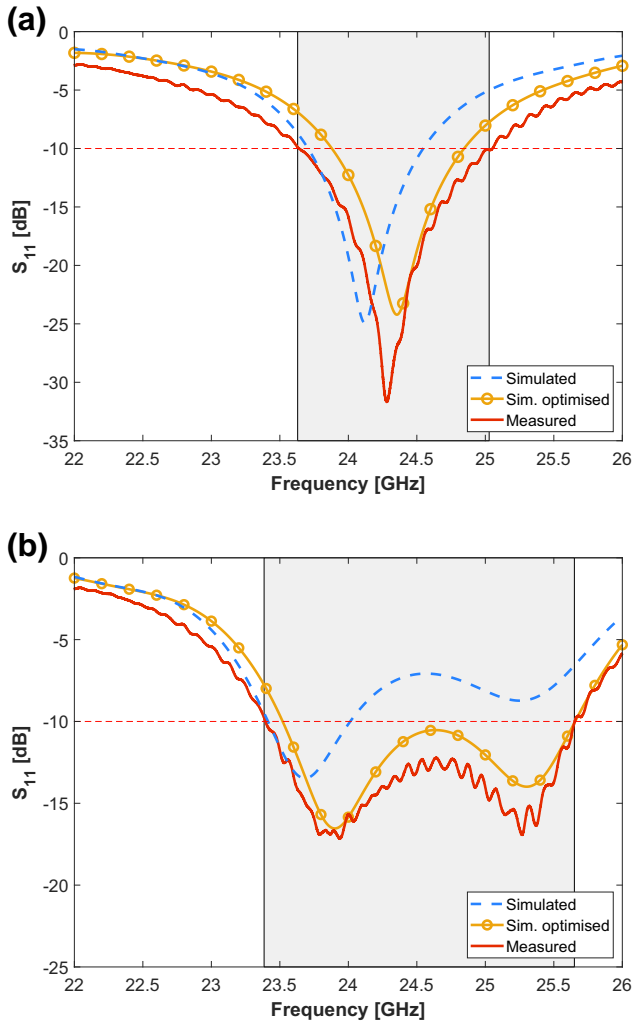 (a)
0
-5
-10
-15
-20
-25
-30
-35
S11 [dB]
22 22.5 23 23.5 24 24.5 25 25.5 26
Frequency [GHz]
Simulated
Sim. optimised
Measured
(b)
0
-5
-10
-15
-20
-25
S11 [dB]
22 22.5 23 23.5 24 24.5 25 25.5 26
Frequency [GHz]
Simulated
Sim. optimised
Measured